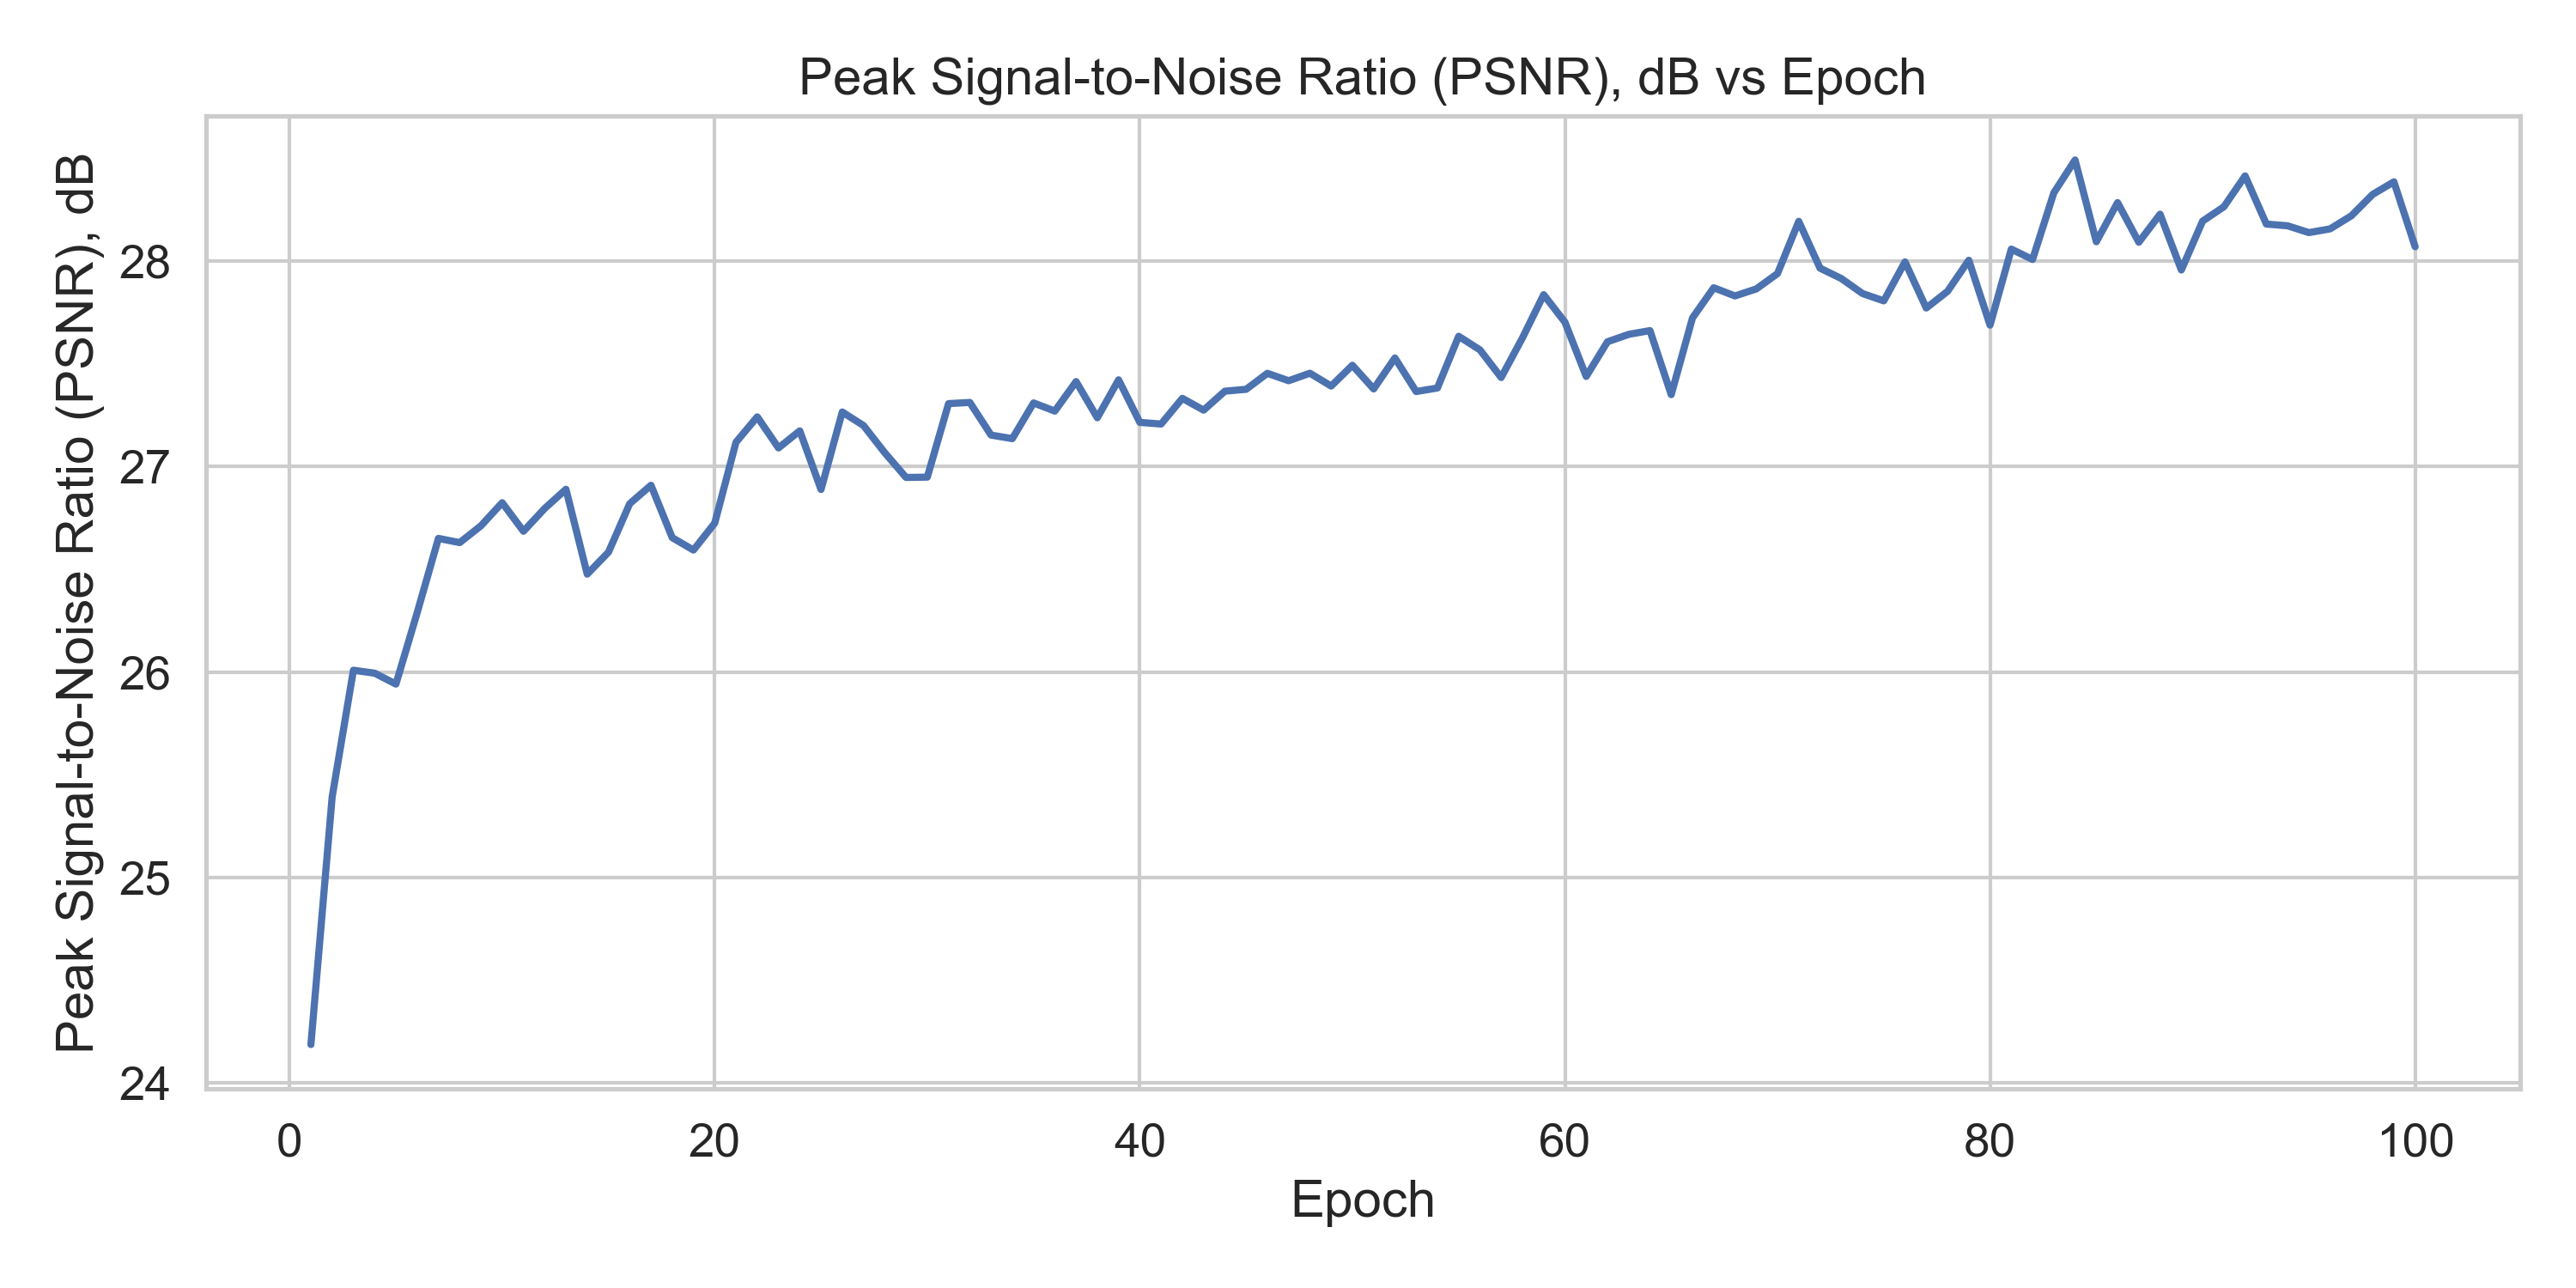 Peak Signal-to-Noise Ratio (PSNR), dB vs Epoch
Peak Signal-to-Noise Ratio (PSNR), dB
28
27
26
25
24
0 20 40 60 80 100
Epoch